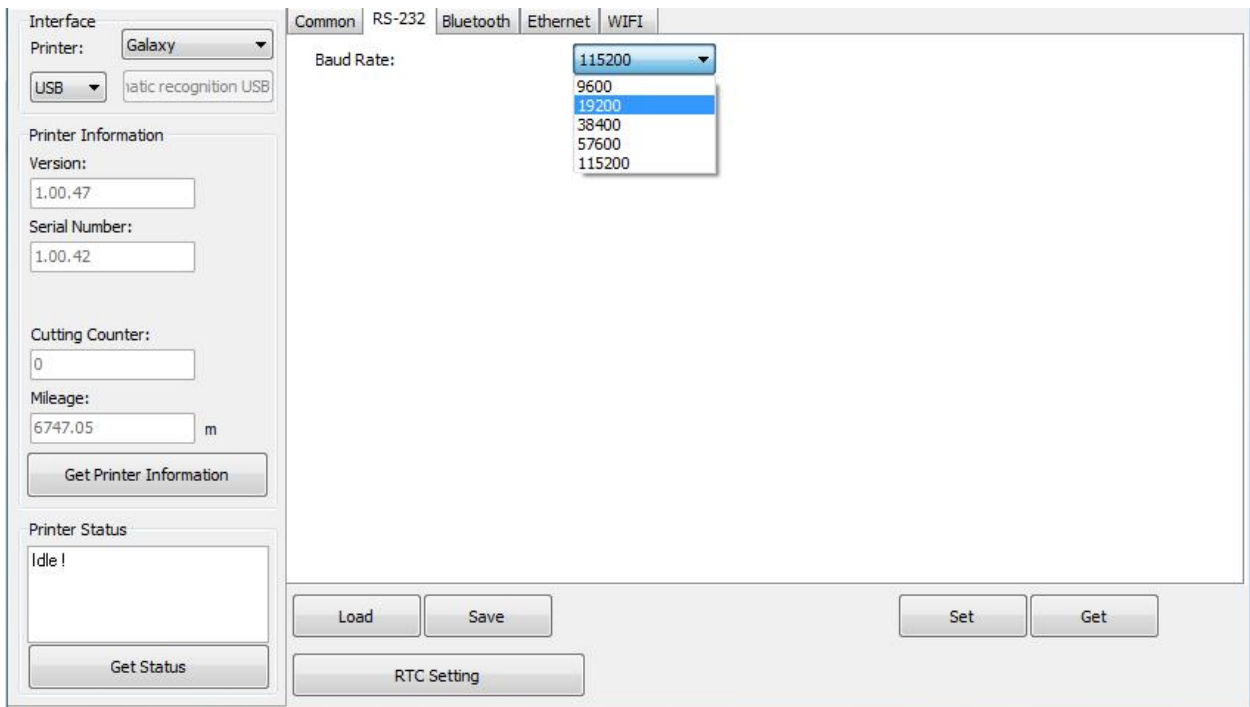 Interface
Printer:
Galaxy
USB
natic recognition USB
Printer Information
Version:
1.00.47
Serial Number:
1.00.42
Cutting Counter:
0
Mileage:
6747.05 m
Get Printer Information
Printer Status
Idle !
Get Status
Common RS-232 Bluetooth Ethernet WIFI
Baud Rate:
115200
9600
19200
38400
57600
115200
Load Save Set Get
RTC Setting